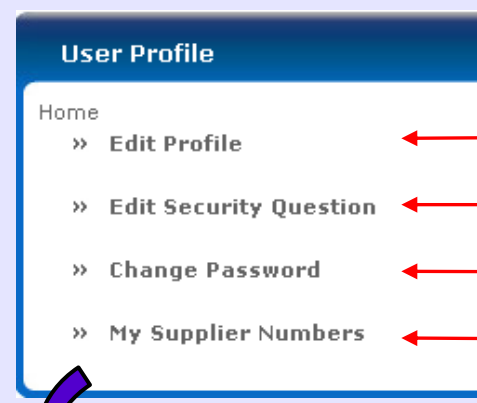 User Profile
Home
» Edit Profile
» Edit Security Question
» Change Password
» My Supplier Numbers